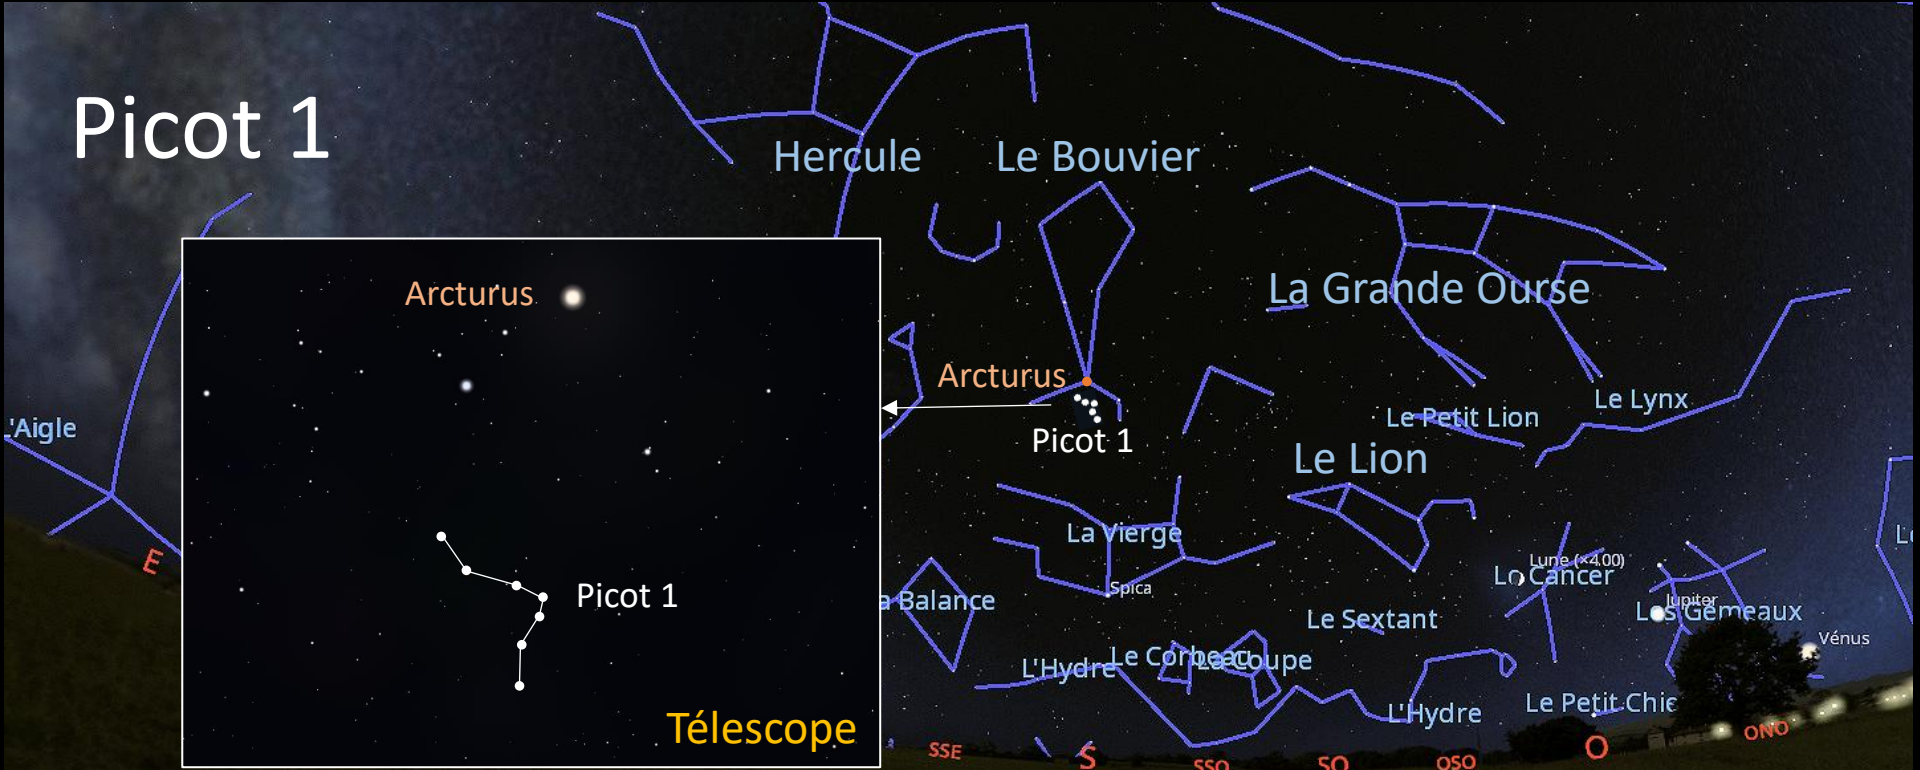 Picot 1
Hercule
Le Bouvier
La Grande Ourse
Arcturus
Arcturus
Le Lynx
Le Petit Lion
L'Aigle
Picot 1
Le Lion
La Vierge
E
Lune (×4.00)
Le Cancer
Spica
Picot 1
a Balance
Jupiter
Les Gémeaux
Le Sextant
Vénus
Le Corbeau
La Coupe
L'Hydre
Le Petit Chie
L'Hydre
Télescope
ONO
SSE
S
SSO
SO
OSO
O